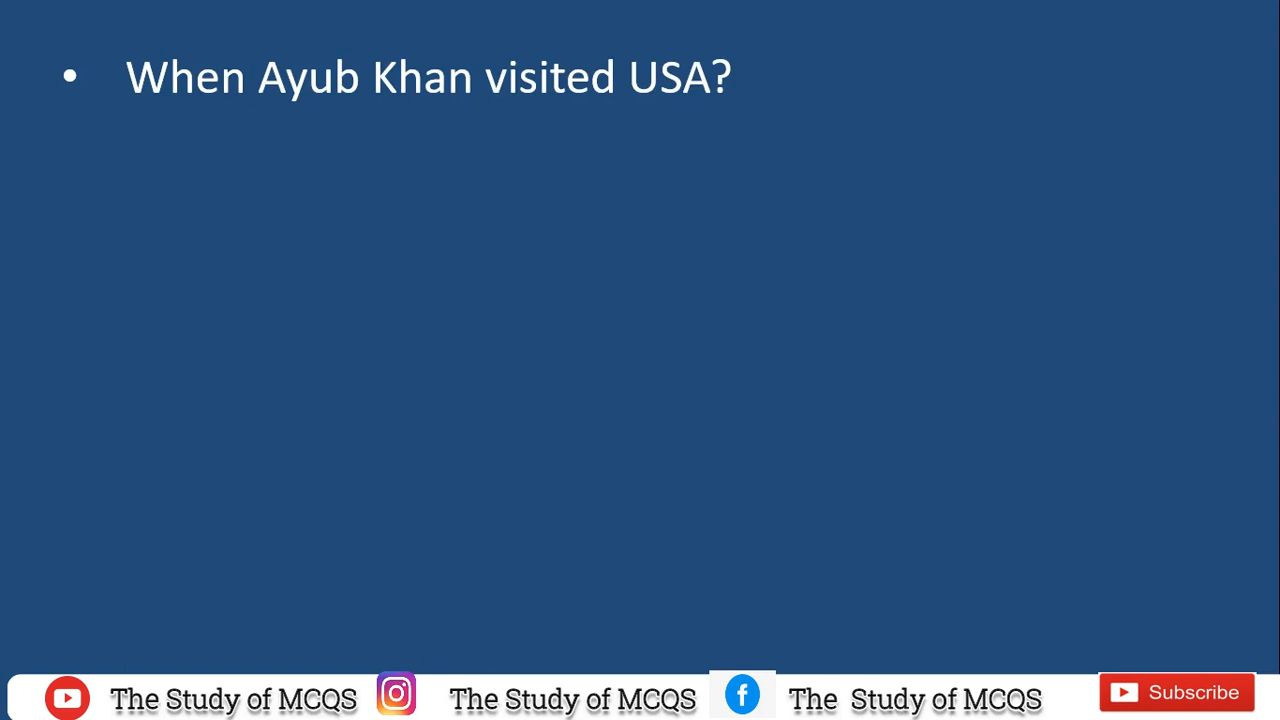 • When Ayub Khan visited USA?
The Study of MCQS The Study of MCQS The Study of MCQS Subscribe